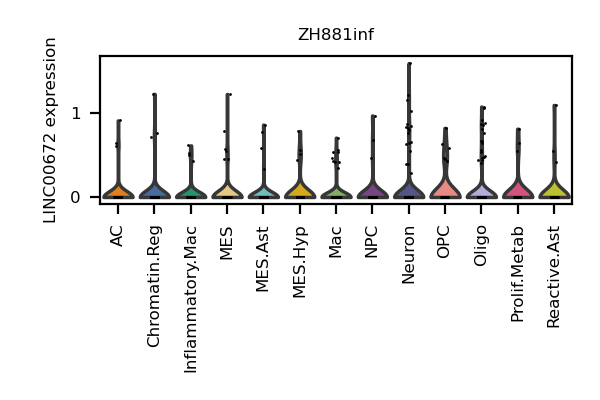 ZH881inf
LINC00672 expression
1
0
AC
Chromatin.Reg
Inflammatory.Mac
MES
MES.Ast
MES.Hyp
Mac
NPC
Neuron
OPC
Oligo
Prolif.Metab
Reactive.Ast